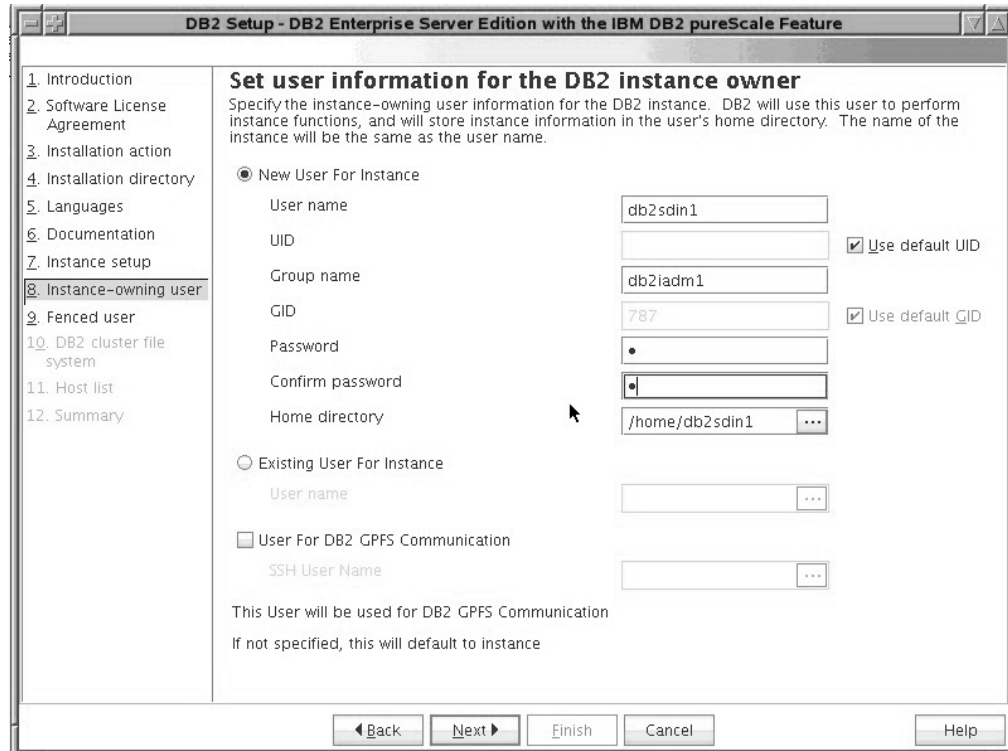 DB2 Setup - DB2 Enterprise Server Edition with the IBM DB2 pureScale Feature
1. Introduction
2. Software License
Agreement
3. Installation action
4. Installation directory
5. Languages
6. Documentation
7. Instance setup
8. Instance-owning user
9. Fenced user
10. DB2 cluster file
system
11. Host list
12. Summary
Set user information for the DB2 instance owner
Specify the instance-owning user information for the DB2 instance. DB2 will use this user to perform
instance functions, and will store instance information in the user's home directory. The name of the
instance will be the same as the user name.
New User For Instance
User name db2sdin1
UID Use default UID
Group name db2iadm1
GID 787 Use default GID
Password •
Confirm password •
Home directory /home/db2sdin1 ...
Existing User For Instance
User name ...
User For DB2 GPFS Communication
SSH User Name ...
This User will be used for DB2 GPFS Communication
If not specified, this will default to instance
Back Next Finish Cancel Help